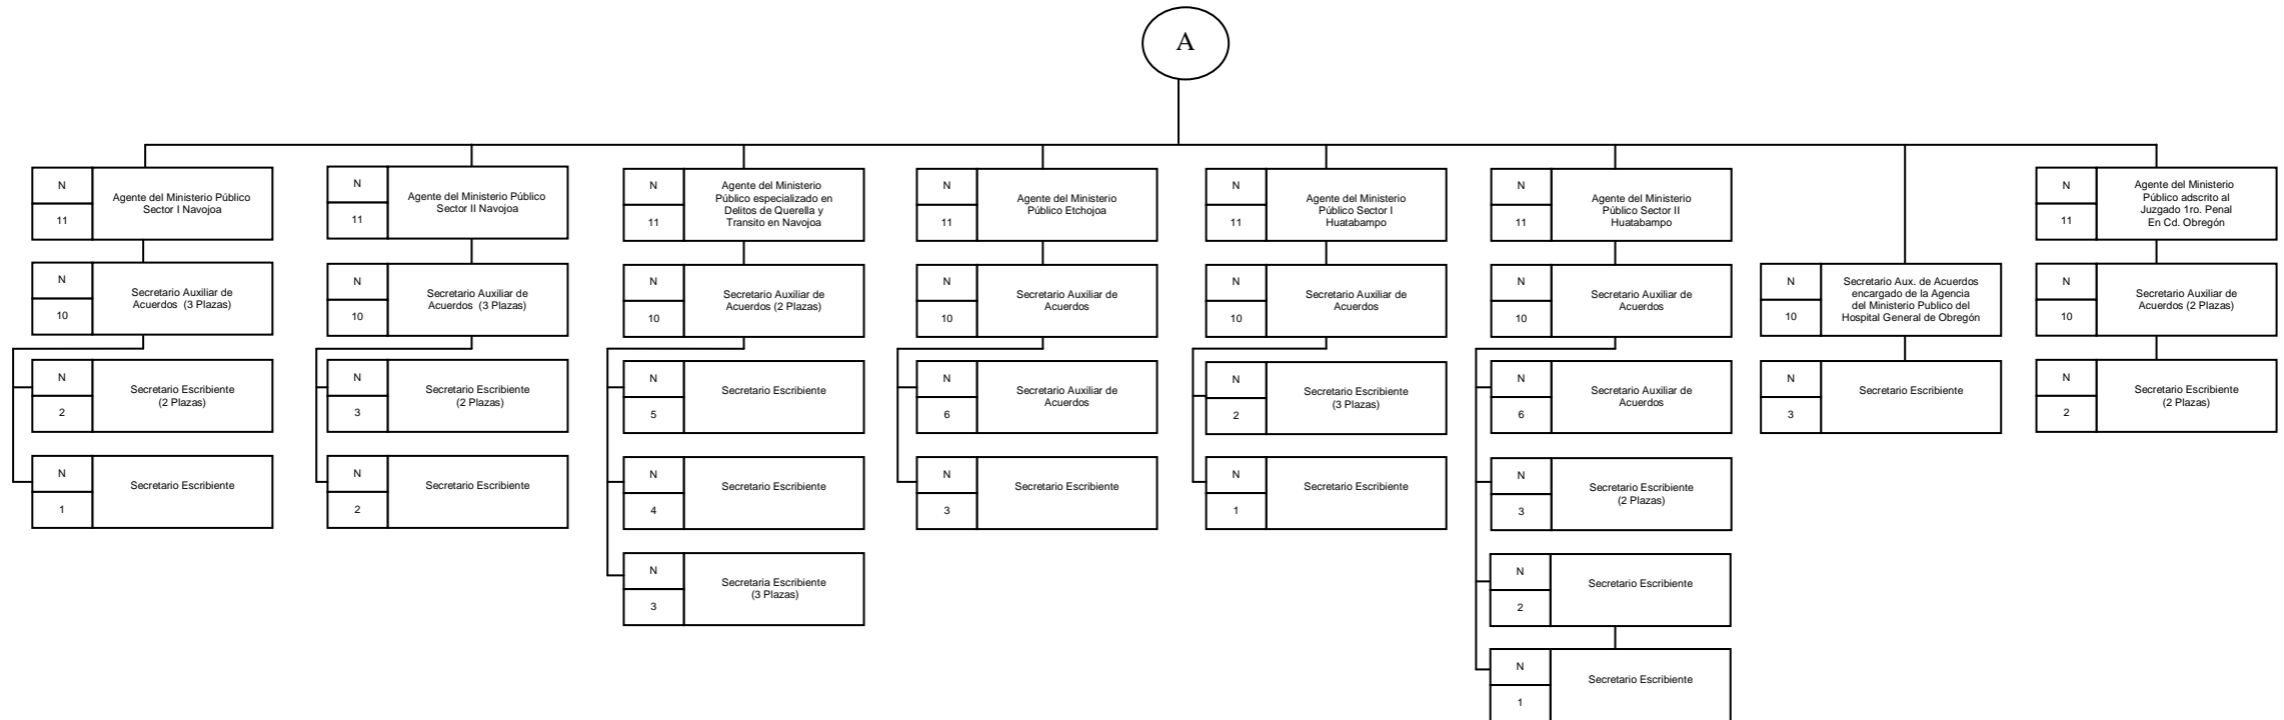 A
N
11
Agente del Ministerio Público
Sector I Navojoa
N
10
Secretario Auxiliar de
Acuerdos (3 Plazas)
N
2
Secretario Escribiente
(2 Plazas)
N
1
Secretario Escribiente
N
11
Agente del Ministerio Público
Sector II Navojoa
N
10
Secretario Auxiliar de
Acuerdos (3 Plazas)
N
3
Secretario Escribiente
(2 Plazas)
N
2
Secretario Escribiente
N
11
Agente del Ministerio
Público especializado en
Delitos de Querella y
Transito en Navojoa
N
10
Secretario Auxiliar de
Acuerdos (2 Plazas)
N
5
Secretario Escribiente
N
4
Secretario Escribiente
N
3
Secretaria Escribiente
(3 Plazas)
N
11
Agente del Ministerio
Público Etchojoa
N
10
Secretario Auxiliar de
Acuerdos
N
6
Secretario Auxiliar de
Acuerdos
N
3
Secretario Escribiente
N
11
Agente del Ministerio
Público Sector I
Huatabampo
N
10
Secretario Auxiliar de
Acuerdos
N
2
Secretario Escribiente
(3 Plazas)
N
1
Secretario Escribiente
N
11
Agente del Ministerio
Público Sector II
Huatabampo
N
10
Secretario Auxiliar de
Acuerdos
N
6
Secretario Auxiliar de
Acuerdos
N
3
Secretario Escribiente
(2 Plazas)
N
2
Secretario Escribiente
N
1
Secretario Escribiente
N
10
Secretario Aux. de Acuerdos
encargado de la Agencia
del Ministerio Publico del
Hospital General de Obregón
N
3
Secretario Escribiente
N
11
Agente del Ministerio
Público adscrito al
Juzgado 1ro. Penal
En Cd. Obregón
N
10
Secretario Auxiliar de
Acuerdos (2 Plazas)
N
2
Secretario Escribiente
(2 Plazas)